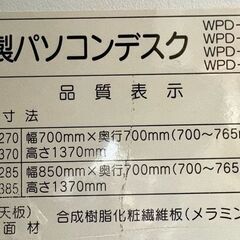 製パソコンデスク
WPD-
WPD-
WPD-
WPD-
品質表示
寸法
270 幅700mm×奥行700mm(700〜765m
370 高さ1370mm
285 幅850mm×奥行700mm(700〜765
385 高さ1370mm
天板)
面材 合成樹脂化粧繊維板(メラミン